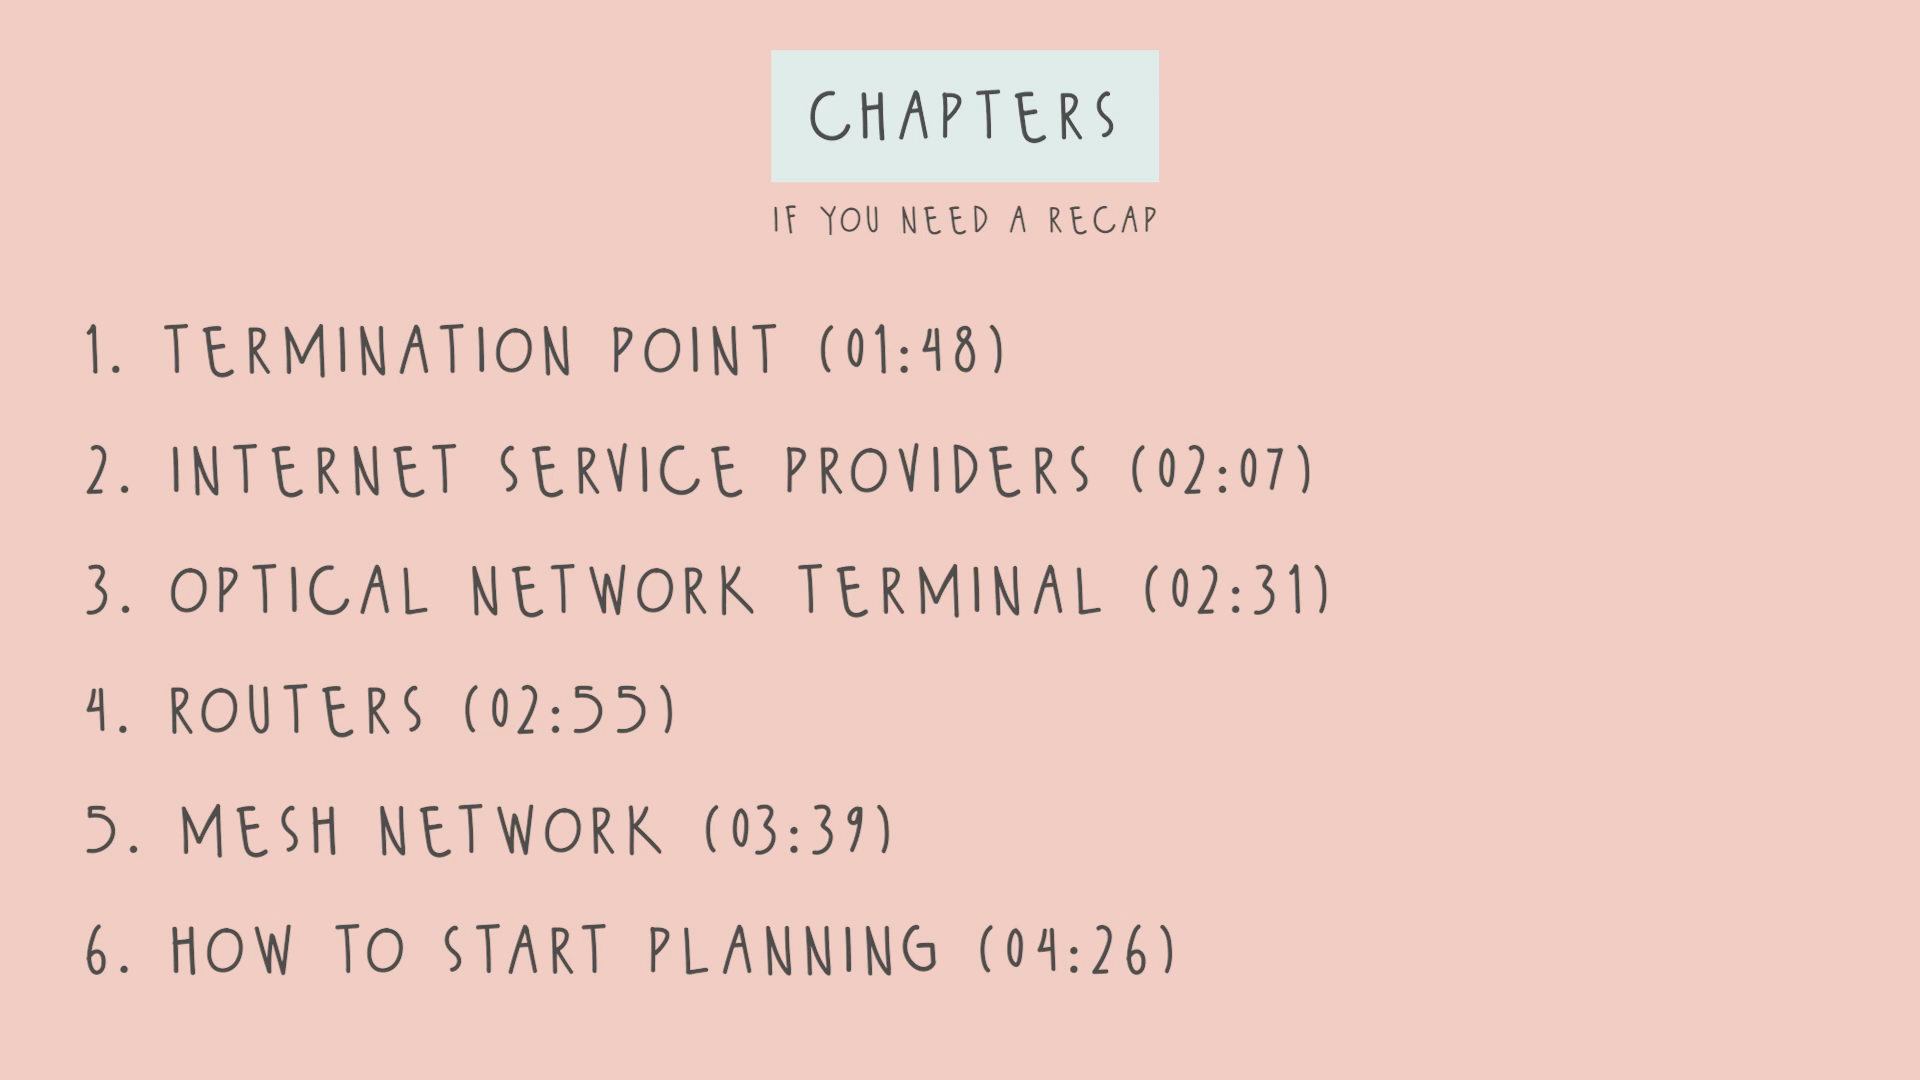 CHAPTERS
IF YOU NEED A RECAP
1. TERMINATION POINT (01:48)
2. INTERNET SERVICE PROVIDERS (02:07)
3. OPTICAL NETWORK TERMINAL (02:31)
4. ROUTERS (02:55)
5. MESH NETWORK (03:39)
6. HOW TO START PLANNING (04:26)